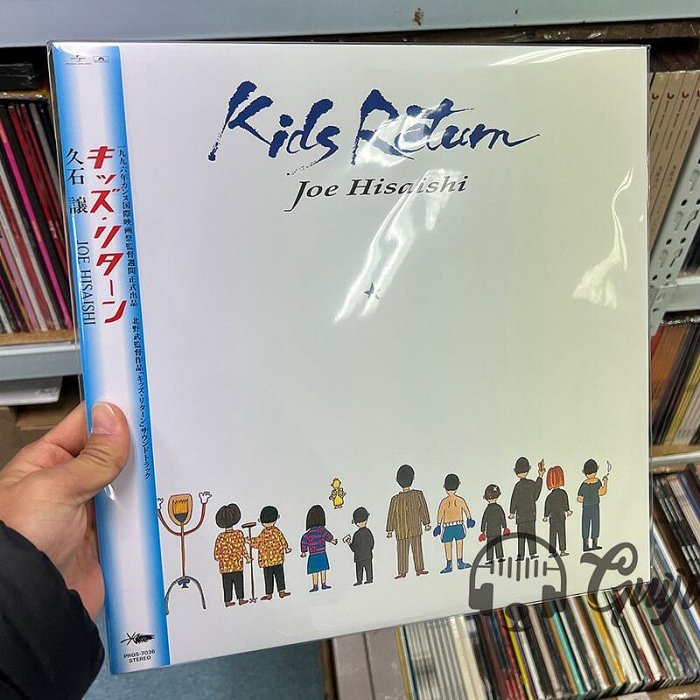 Kids Return
Joe Hisaishi
キッズ・リターン
久石 譲
JOE HISAISHI
一九九六年カンヌ国際映画祭監督週間正式出品
北野武監督作品「キッズ・リターン」サウンドトラック
PROS-7036
STEREO